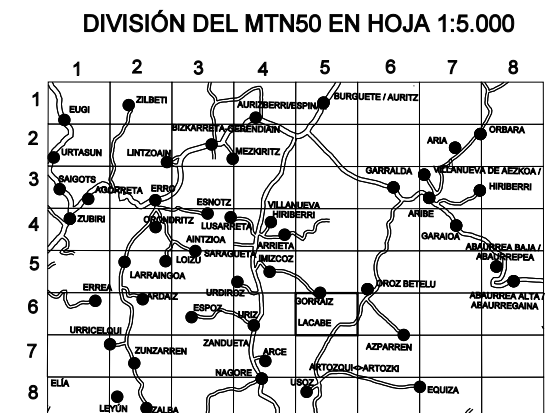 DIVISIÓN DEL MTN50 EN HOJA 1:5.000
1 2 3 4 5 6 7 8
1
ZILBETI
AURIZBERRI/ESPINAL
BURGUETE / AURITZ
EUGI
2
BIZKARRETA-GERENDIAIN
ORBARA
ARIA
URTASUN
LINTZOAIN
MEZKIRITZ
3
GARRALDA
VILLANUEVA DE AEZKOA /
HIRIBERRI
SAIGOTS
AGORRETA
ERRO
ESNOTZ
VILLANUEVA
HIRIBERRI
ARIBE
4
ZUBIRI
ORONDRITZ
LUSARRETA
GARAIOA
AINTZIOA
ARRIETA
ABAURREA BAJA /
ABAURREPEA
SARAGUETA
5
LOIZU
IMIZCOZ
LARRAINGOA
ERREA
URDIROZ
OROZ BETELU
ARDAIZ
GORRAIZ
ABAURREA ALTA /
ABAURREGAINA
6
ESPOZ
URIZ
LACABE
URRICELQUI
ZANDUETA
AZPARREN
7
ZUNZARREN
ARCE
NAGORE
ARTOZQUI<>ARTOZKI
ELÍA
USOZ
8
EQUIZA
LEYÚN
ZALBA